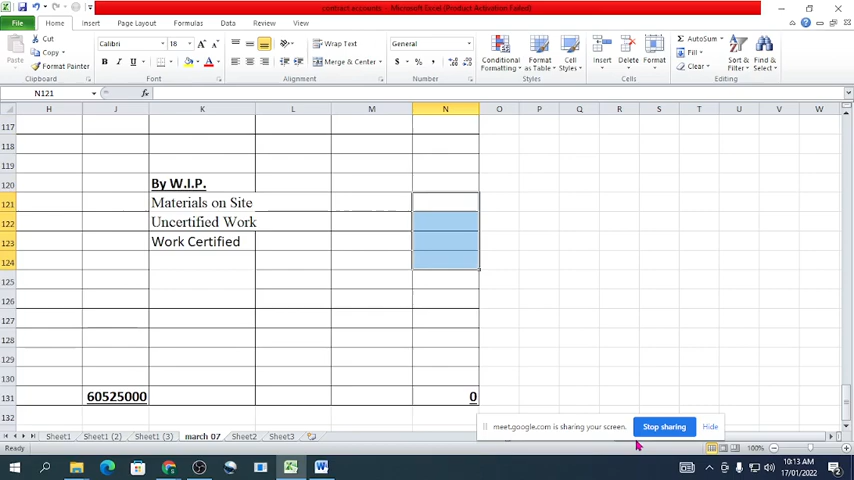 contract accounts - Microsoft Excel (Product Activation Failed)
File Home Insert Page Layout Formulas Data Review View
Cut
Copy
Format Painter
Paste
Clipboard
Calibri 18
B I U
Font
Wrap Text
Merge & Center
Alignment
General
Number
Conditional Formatting
Format as Table
Cell Styles
Styles
Insert Delete Format
Cells
AutoSum
Fill
Clear
Sort & Filter
Find & Select
Editing
N121 fx
H J K L M N O P Q R S T U V W
117
118
119
120 By W.I.P.
121 Materials on Site
122 Uncertified Work
123 Work Certified
124
125
126
127
128
129
130
131 60525000 0
132
meet.google.com is sharing your screen. Stop sharing Hide
Sheet1 Sheet1 (2) Sheet1 (3) march 07 Sheet2 Sheet3
Ready 100%
10:13 AM
17/01/2022
2